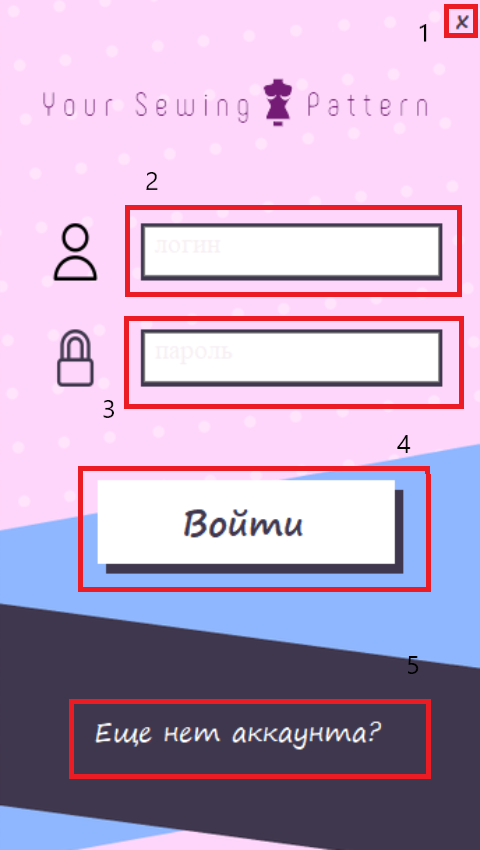 1
x
Your Sewing Pattern
2
логин
пароль
3
4
Войти
5
Еще нет аккаунта?